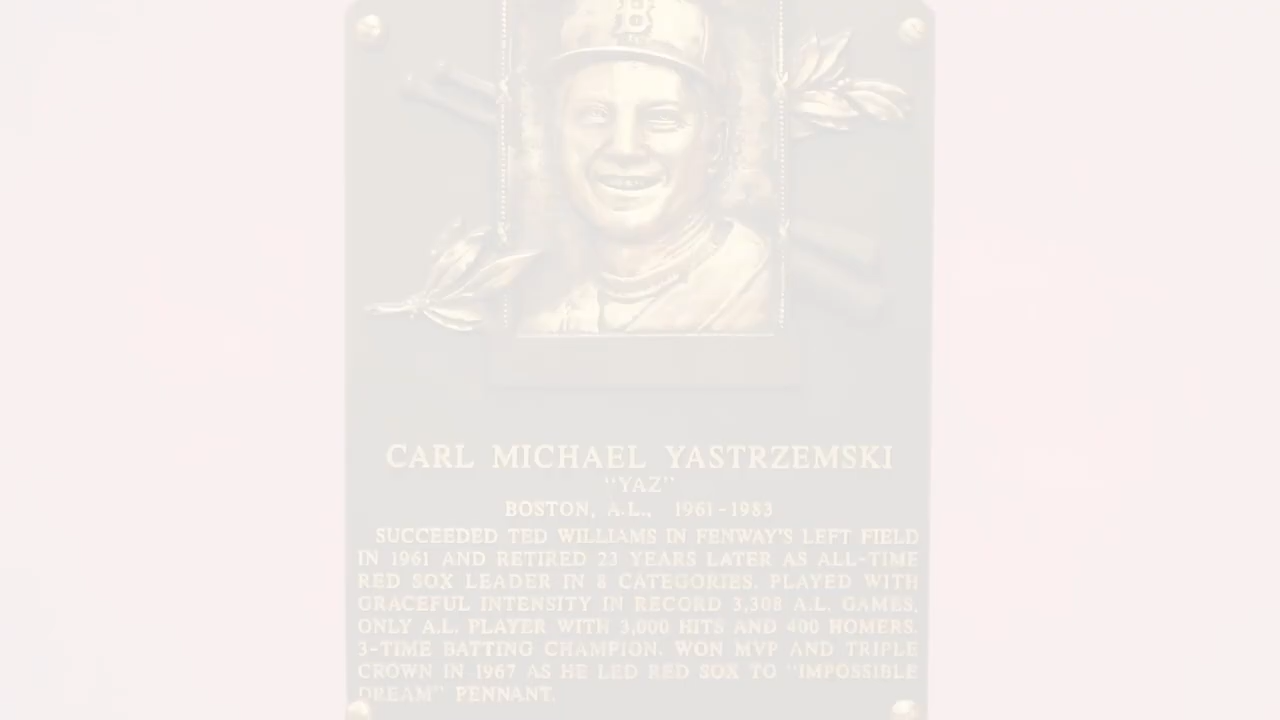 B
CARL MICHAEL YASTRZEMSKI
"YAZ"
BOSTON, A.L., 1961-1983
SUCCEEDED TED WILLIAMS IN FENWAY'S LEFT FIELD
IN 1961 AND RETIRED 23 YEARS LATER AS ALL-TIME
RED SOX LEADER IN 8 CATEGORIES. PLAYED WITH
GRACEFUL INTENSITY IN RECORD 3,308 A.L. GAMES.
ONLY A.L. PLAYER WITH 3,000 HITS AND 400 HOMERS.
3-TIME BATTING CHAMPION. WON MVP AND TRIPLE
CROWN IN 1967 AS HE LED RED SOX TO "IMPOSSIBLE
DREAM" PENNANT.